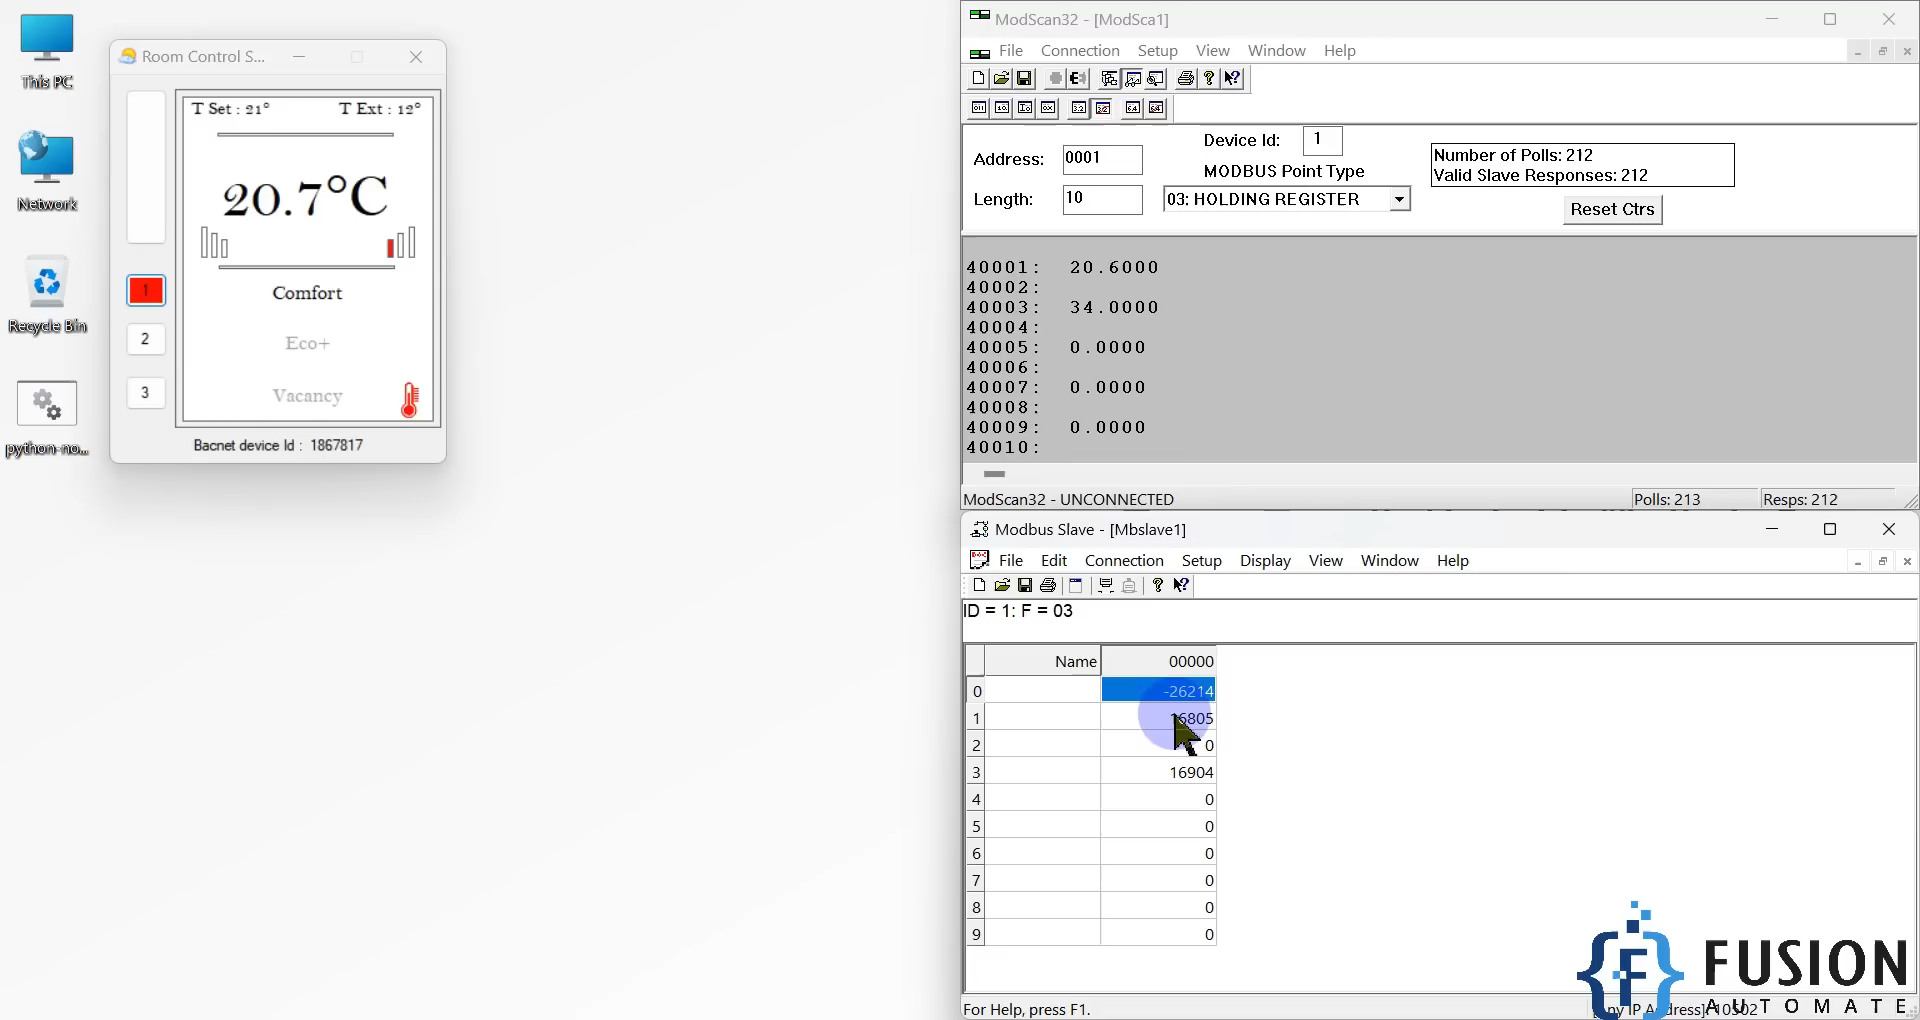 This PC
Network
Recycle Bin
python-no...
Room Control S...
T Set : 21°
T Ext : 12°
20.7°C
Comfort
Eco+
Vacancy
1
2
3
Bacnet device Id : 1867817
ModScan32 - [ModSca1]
File Connection Setup View Window Help
Address: 0001
Length: 10
Device Id: 1
MODBUS Point Type
03: HOLDING REGISTER
Number of Polls: 212
Valid Slave Responses: 212
Reset Ctrs
40001: 20.6000
40002:
40003: 34.0000
40004:
40005: 0.0000
40006:
40007: 0.0000
40008:
40009: 0.0000
40010:
ModScan32 - UNCONNECTED
Polls: 213
Resps: 212
Modbus Slave - [Mbslave1]
File Edit Connection Setup Display View Window Help
ID = 1: F = 03
Name 00000
0 -26214
1 16805
2 0
3 16904
4 0
5 0
6 0
7 0
8 0
9 0
For Help, press F1.
FUSION
AUTOMATE